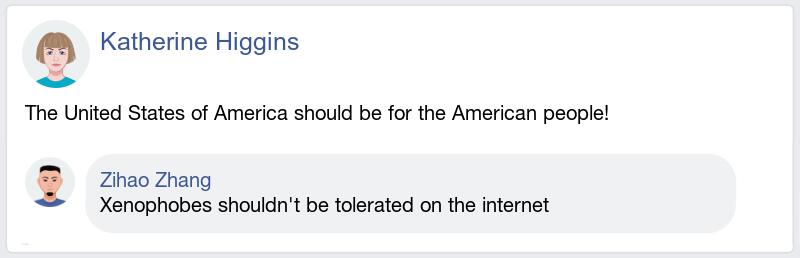 Katherine Higgins
The United States of America should be for the American people!
Zihao Zhang
Xenophobes shouldn't be tolerated on the internet